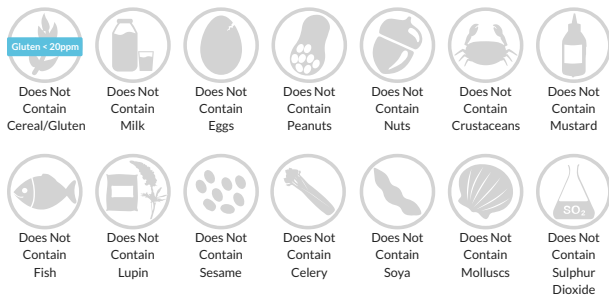 Gluten < 20ppm
Does Not Contain Cereal/Gluten
Does Not Contain Milk
Does Not Contain Eggs
Does Not Contain Peanuts
Does Not Contain Nuts
Does Not Contain Crustaceans
Does Not Contain Mustard
SO₂
Does Not Contain Fish
Does Not Contain Lupin
Does Not Contain Sesame
Does Not Contain Celery
Does Not Contain Soya
Does Not Contain Molluscs
Does Not Contain Sulphur Dioxide